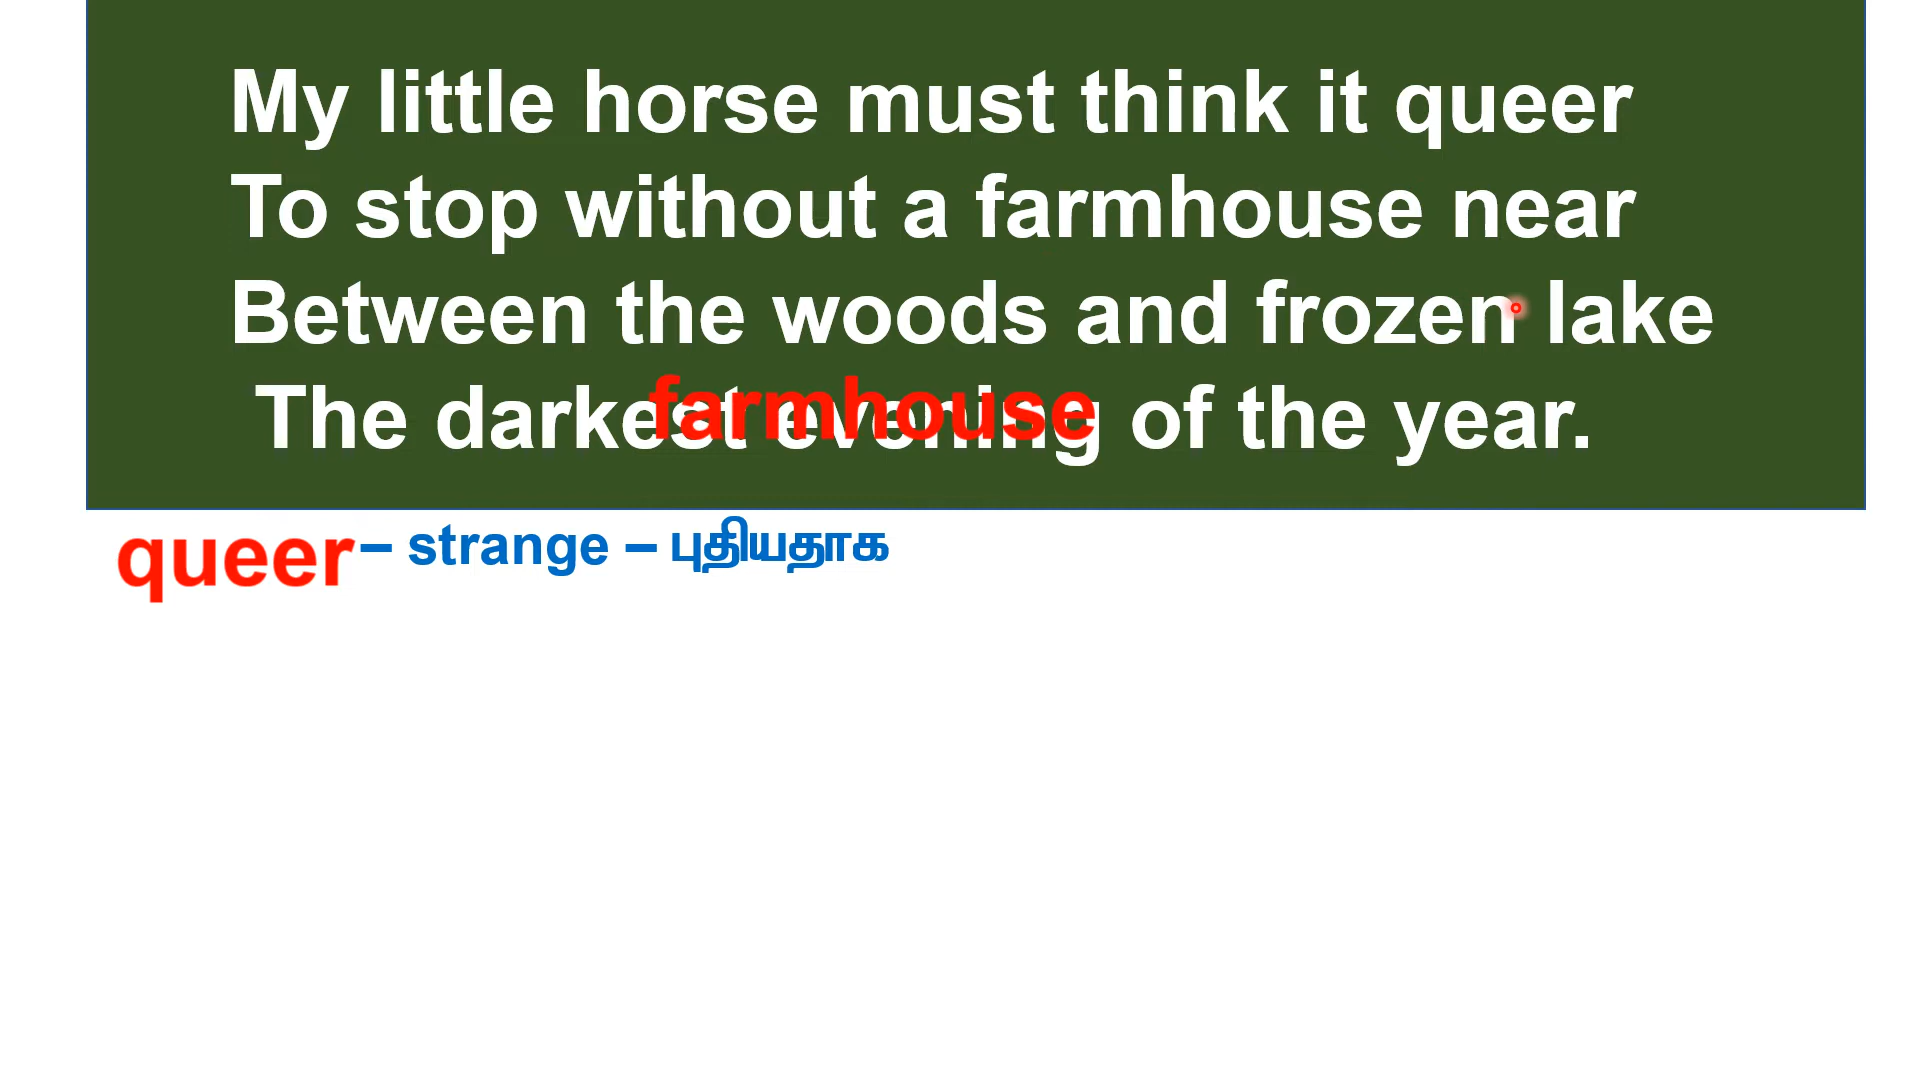 My little horse must think it queer
To stop without a farmhouse near
Between the woods and frozen lake
The darkest evening of the year.
farmhouse
queer – strange – புதியதாக